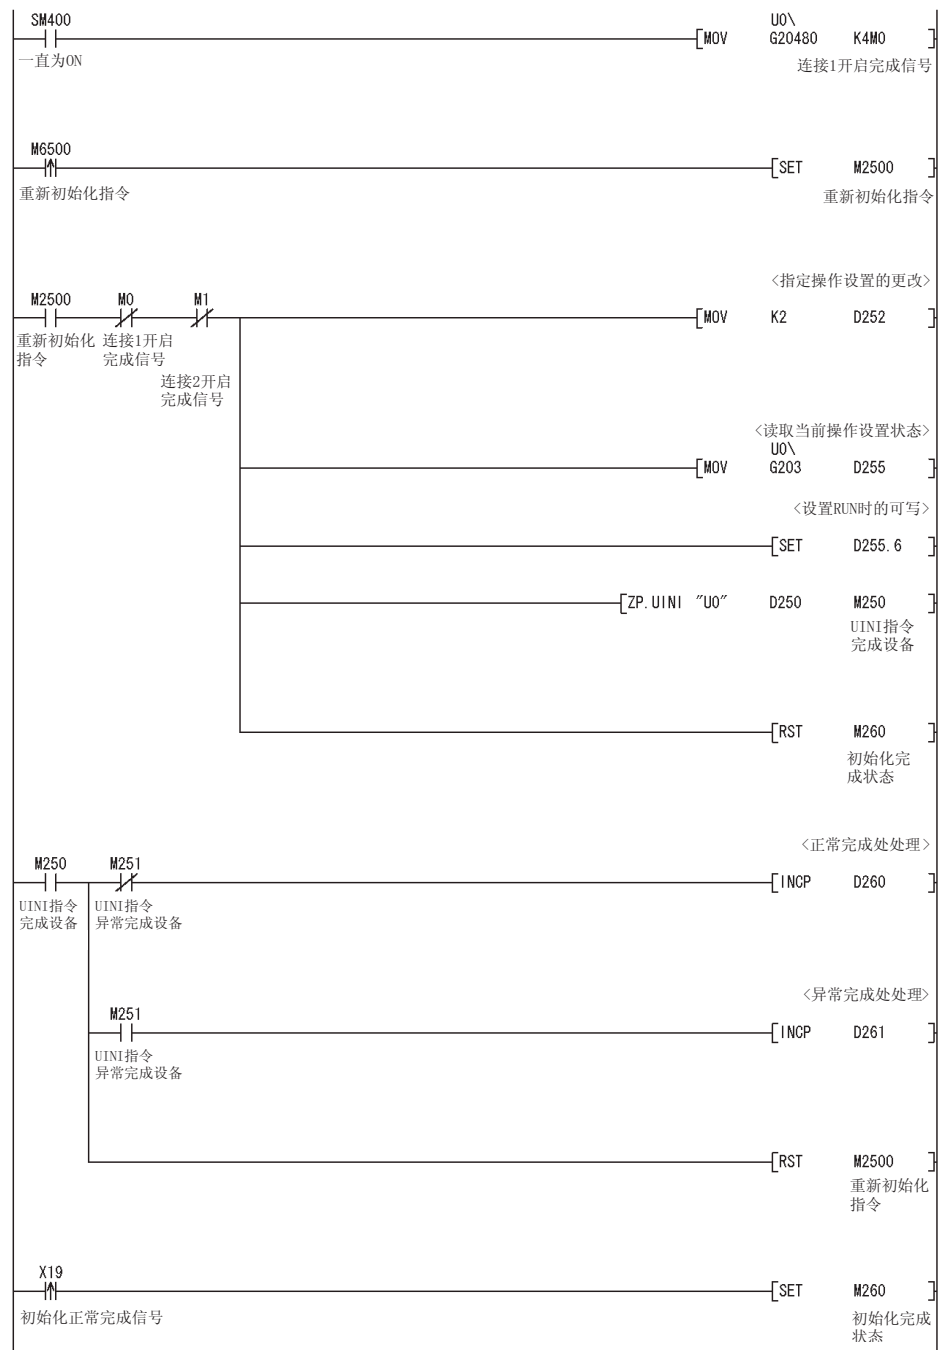 SM400
U0\
[MOV G20480 K4M0 ]
一直为ON
连接1开启完成信号
M6500
[SET M2500 ]
重新初始化指令
重新初始化指令
<指定操作设置的更改>
M2500 M0 M1
[MOV K2 D252 ]
重新初始化 连接1开启
指令 完成信号
连接2开启
完成信号
<读取当前操作设置状态>
U0\
[MOV G203 D255 ]
<设置RUN时的可写>
[SET D255.6 ]
[ZP.UINI "U0" D250 M250 ]
UINI指令
完成设备
[RST M260 ]
初始化完
成状态
<正常完成处处理>
M250 M251
[INCP D260 ]
UINI指令 UINI指令
完成设备 异常完成设备
<异常完成处处理>
M251
[INCP D261 ]
UINI指令
异常完成设备
[RST M2500 ]
重新初始化
指令
X19
[SET M260 ]
初始化正常完成信号
初始化完成
状态